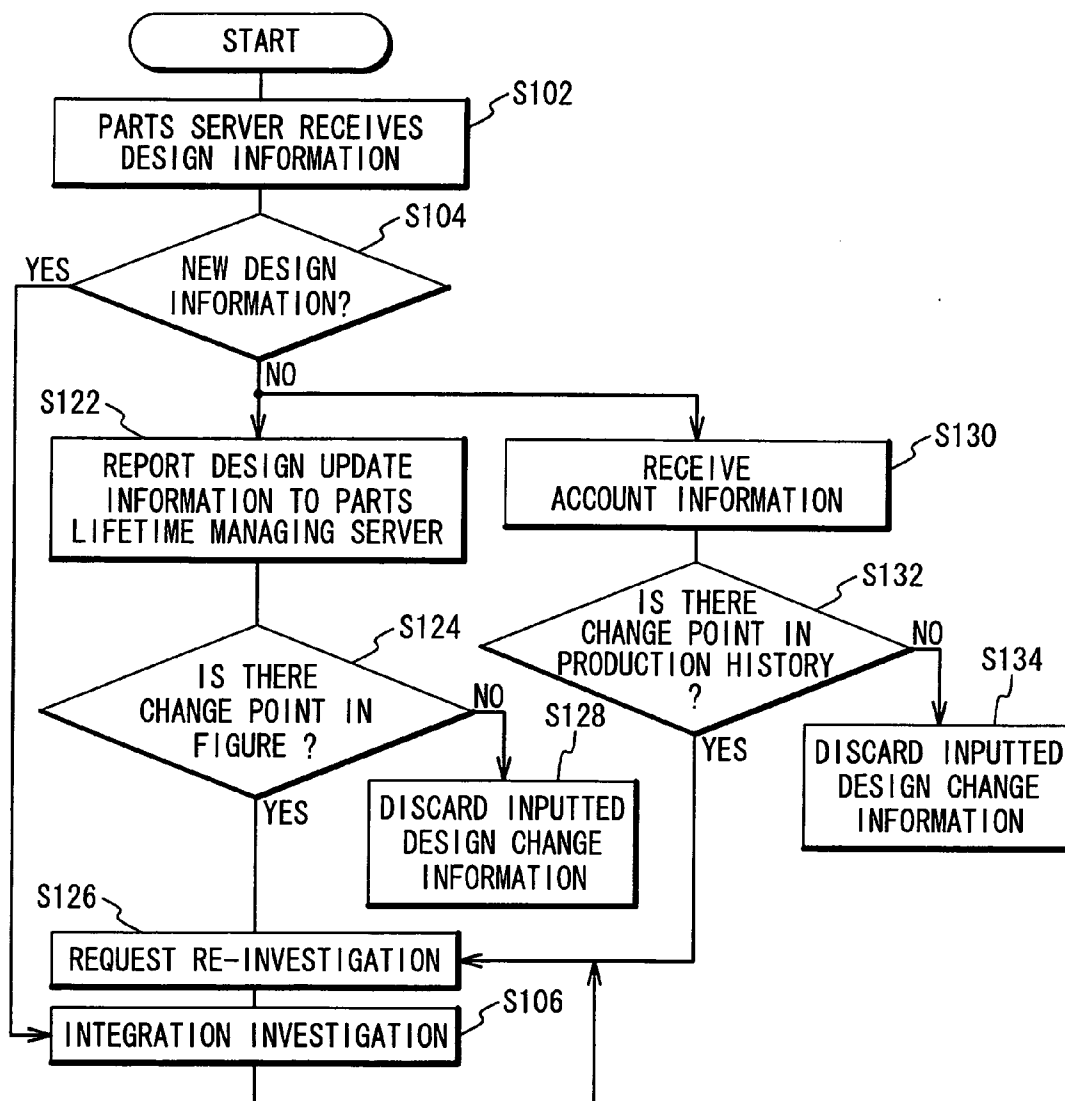 START
S102
PARTS SERVER RECEIVES
DESIGN INFORMATION
S104
YES
NEW DESIGN
INFORMATION?
NO
S122
REPORT DESIGN UPDATE
INFORMATION TO PARTS
LIFETIME MANAGING SERVER
S130
RECEIVE
ACCOUNT INFORMATION
S132
IS THERE
CHANGE POINT IN
PRODUCTION HISTORY
?
NO
YES
S134
DISCARD INPUTTED
DESIGN CHANGE
INFORMATION
S124
IS THERE
CHANGE POINT IN
FIGURE ?
NO
YES
S128
DISCARD INPUTTED
DESIGN CHANGE
INFORMATION
S126
REQUEST RE-INVESTIGATION
S106
INTEGRATION INVESTIGATION